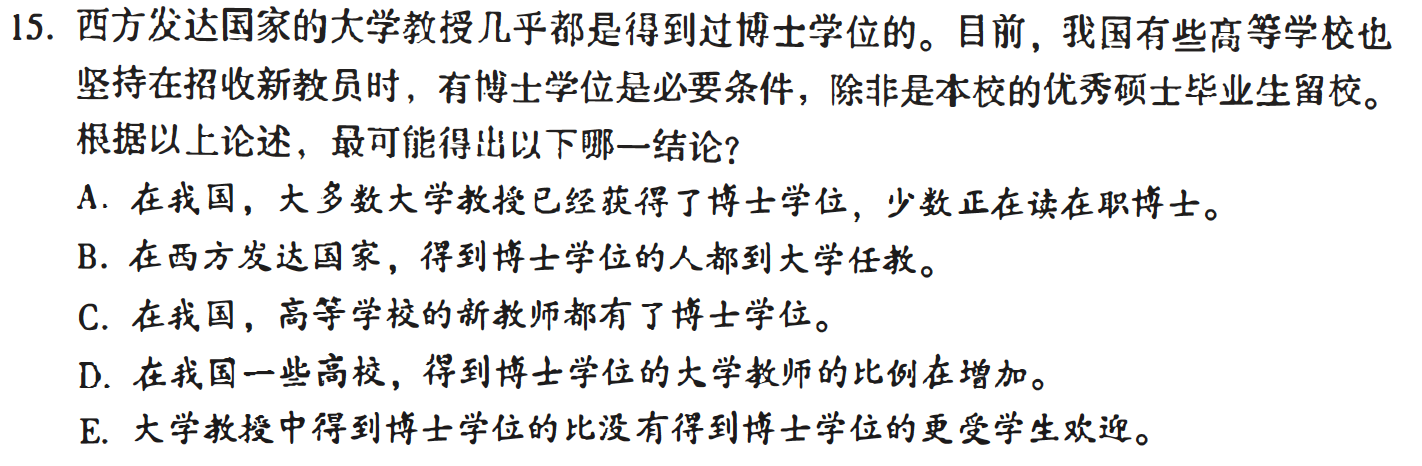 15. 西方发达国家的大学教授几乎都是得到过博士学位的。目前，我国有些高等学校也
坚持在招收新教员时，有博士学位是必要条件，除非是本校的优秀硕士毕业生留校。
根据以上论述，最可能得出以下哪一结论?
A. 在我国，大多数大学教授已经获得了博士学位，少数正在读在职博士。
B. 在西方发达国家，得到博士学位的人都到大学任教。
C. 在我国，高等学校的新教师都有了博士学位。
D. 在我国一些高校，得到博士学位的大学教师的比例在增加。
E. 大学教授中得到博士学位的比没有得到博士学位的更受学生欢迎。